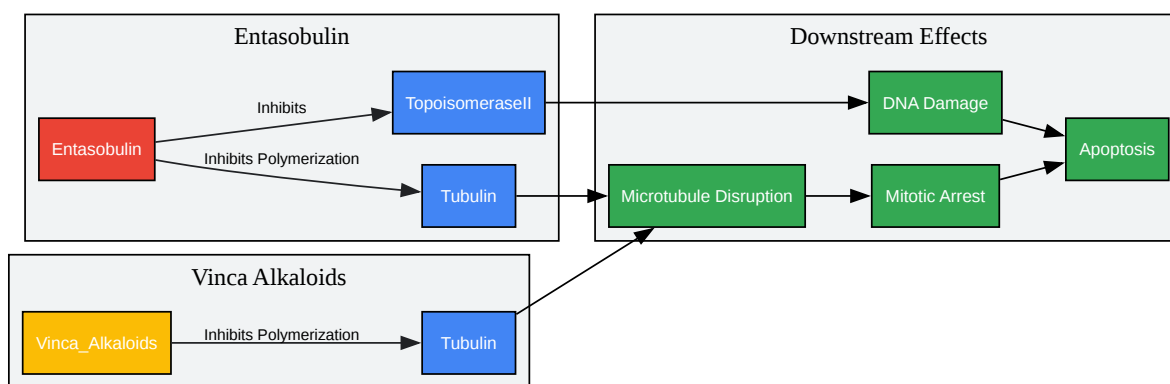 Entasobulin
Downstream Effects
Inhibits
TopoisomeraseII
DNA Damage
Entasobulin
Inhibits Polymerization
Apoptosis
Tubulin
Microtubule Disruption
Mitotic Arrest
Vinca Alkaloids
Vinca_Alkaloids
Inhibits Polymerization
Tubulin